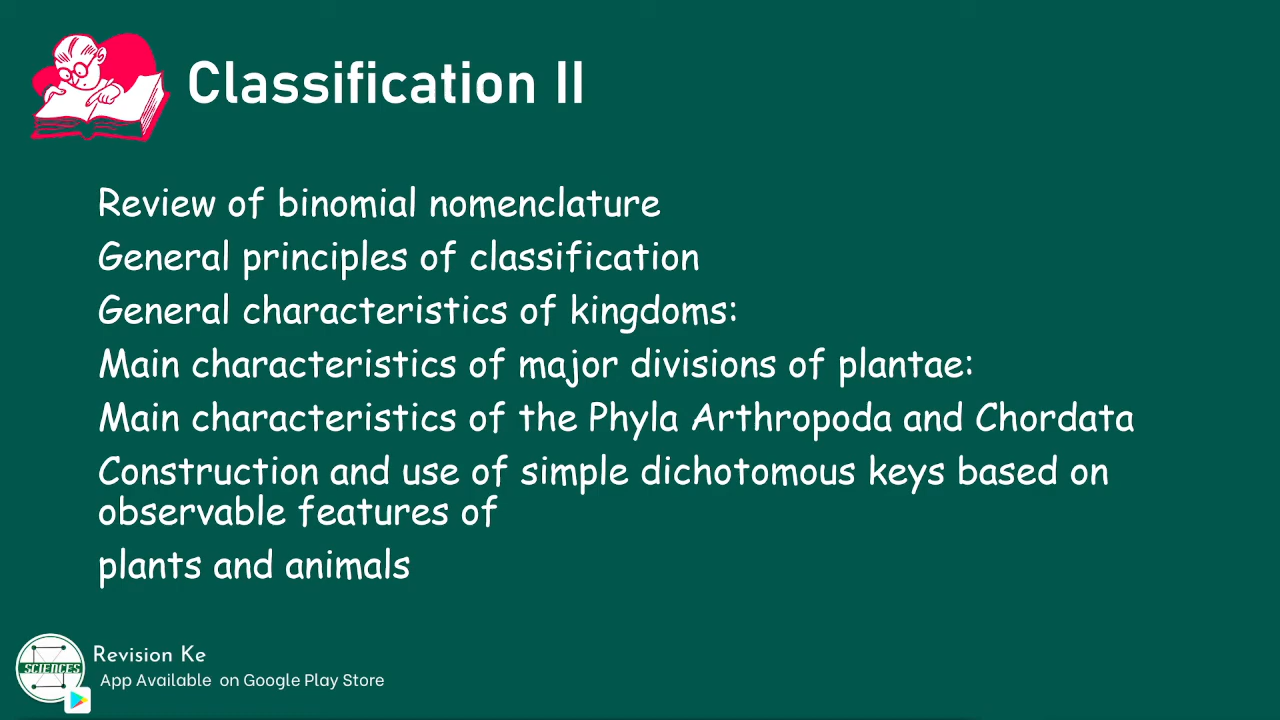 Classification II
Review of binomial nomenclature
General principles of classification
General characteristics of kingdoms:
Main characteristics of major divisions of plantae:
Main characteristics of the Phyla Arthropoda and Chordata
Construction and use of simple dichotomous keys based on
observable features of
plants and animals
SCIENCES
Revision Ke
App Available on Google Play Store